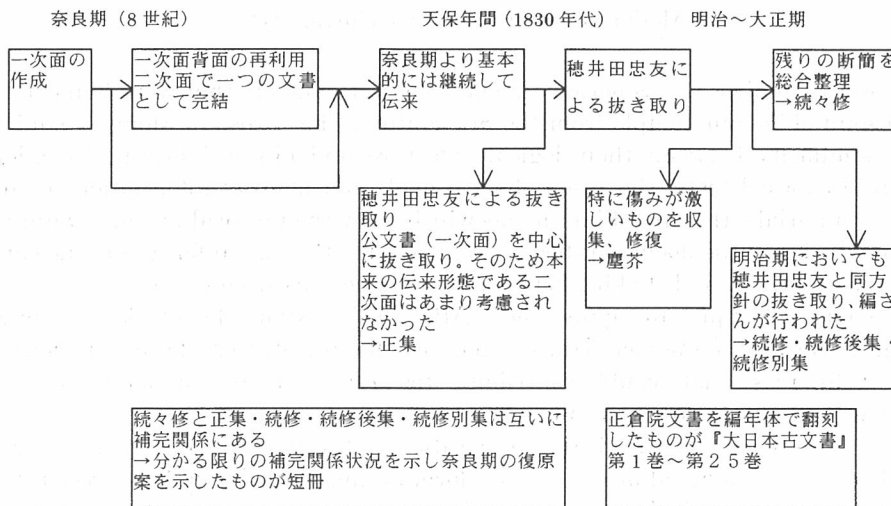 奈良期（8世紀）
天保年間（1830年代）
明治～大正期
一次面の
作成
一次面背面の再利用
二次面で一つの文書
として完結
奈良期より基本
的には継続して
伝来
穂井田忠友に
よる抜き取り
残りの断簡を
総合整理
→続々修
穂井田忠友による抜き
取り
公文書（一次面）を中心
に抜き取り。そのため本
来の伝来形態である二
次面はあまり考慮され
なかった
→正集
特に傷みが激
しいものを収
集、修復
→塵芥
明治期においても
穂井田忠友と同方
針の抜き取り、編さ
んが行われた
→続修・続修後集・
続修別集
続々修と正集・続修・続修後集・続修別集は互いに
補完関係にある
→分かる限りの補完関係状況を示し奈良期の復原
案を示したものが短冊
正倉院文書を編年体で翻刻
したものが『大日本古文書』
第１巻～第２５巻